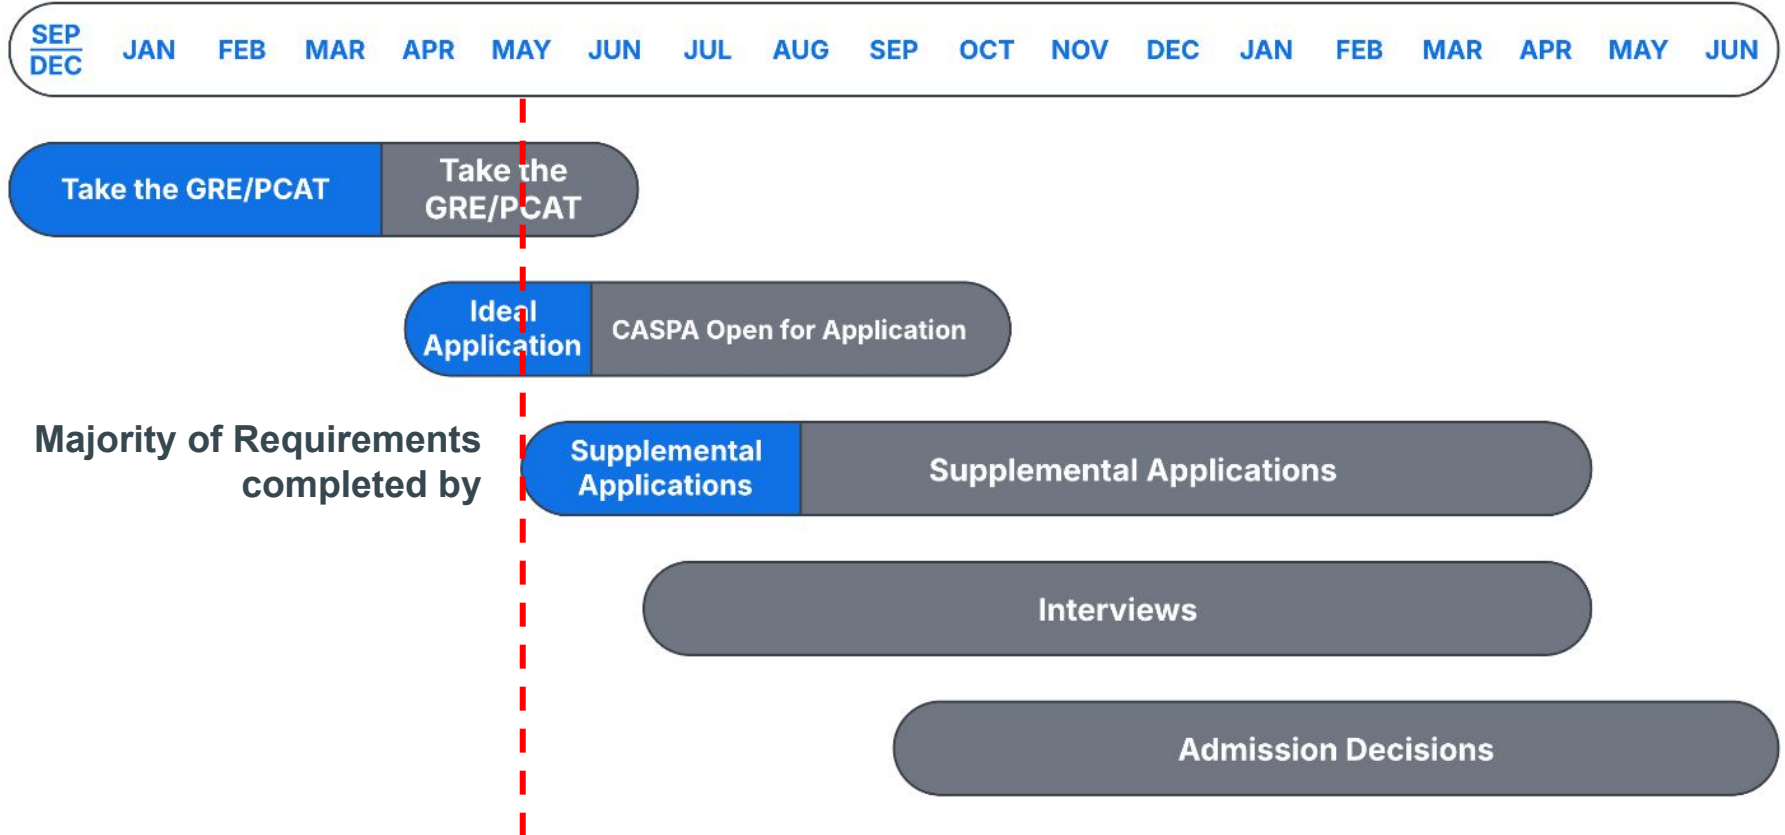 SEP
DEC JAN FEB MAR APR MAY JUN JUL AUG SEP OCT NOV DEC JAN FEB MAR APR MAY JUN
Take the GRE/PCAT
Take the
GRE/PCAT
Ideal
Application
CASPA Open for Application
Majority of Requirements
completed by
Supplemental
Applications
Supplemental Applications
Interviews
Admission Decisions